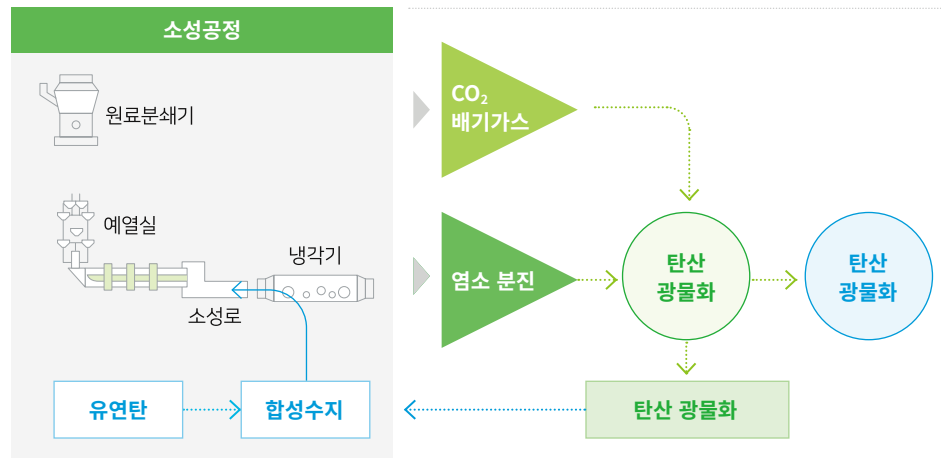 소성공정
원료분쇄기
예열실
냉각기
소성로
유연탄
합성수지
CO₂
배기가스
염소 분진
탄산
광물화
탄산
광물화
탄산 광물화